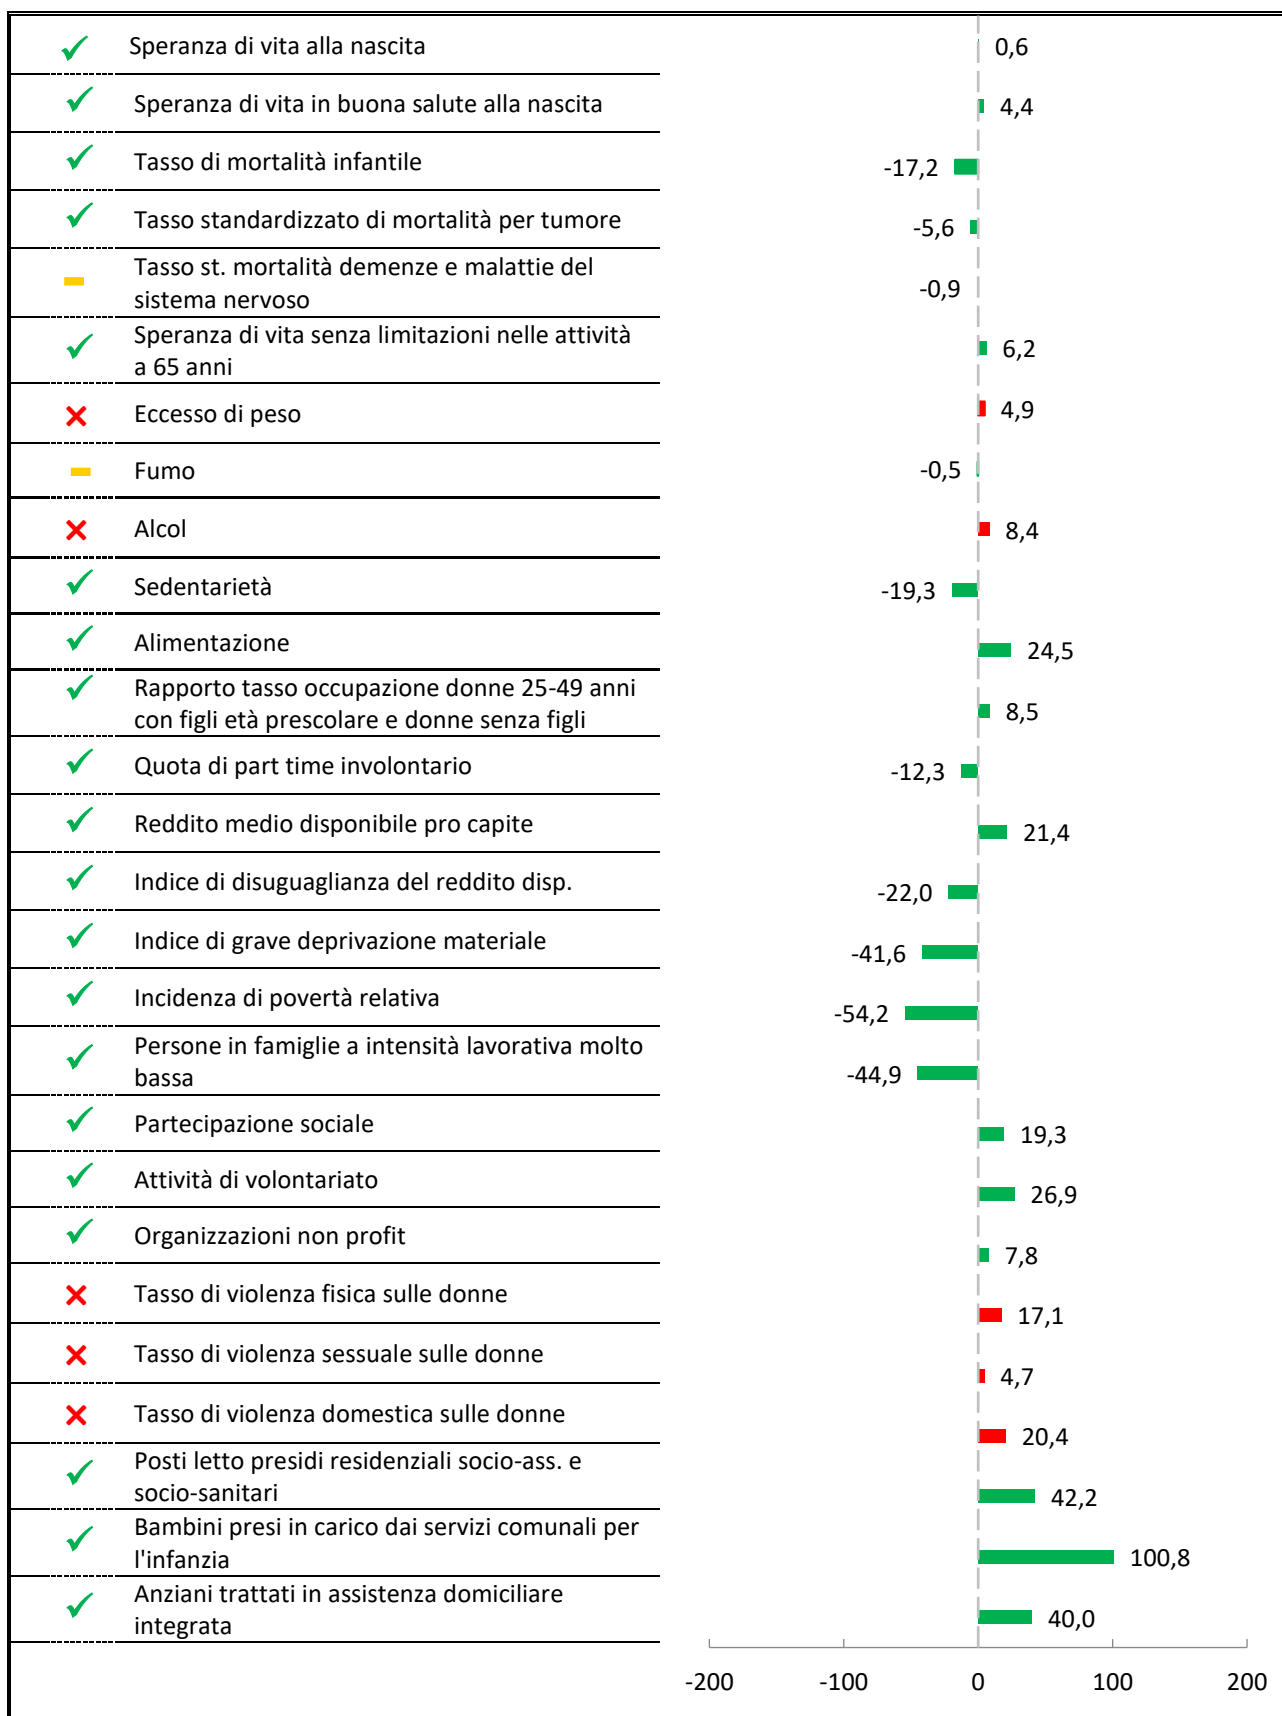 Speranza di vita alla nascita 0,6
Speranza di vita in buona salute alla nascita 4,4
Tasso di mortalità infantile -17,2
Tasso standardizzato di mortalità per tumore -5,6
Tasso st. mortalità demenze e malattie del
sistema nervoso -0,9
Speranza di vita senza limitazioni nelle attività
a 65 anni 6,2
Eccesso di peso 4,9
Fumo -0,5
Alcol 8,4
Sedentarietà -19,3
Alimentazione 24,5
Rapporto tasso occupazione donne 25-49 anni
con figli età prescolare e donne senza figli 8,5
Quota di part time involontario -12,3
Reddito medio disponibile pro capite 21,4
Indice di disuguaglianza del reddito disp. -22,0
Indice di grave deprivazione materiale -41,6
Incidenza di povertà relativa -54,2
Persone in famiglie a intensità lavorativa molto
bassa -44,9
Partecipazione sociale 19,3
Attività di volontariato 26,9
Organizzazioni non profit 7,8
Tasso di violenza fisica sulle donne 17,1
Tasso di violenza sessuale sulle donne 4,7
Tasso di violenza domestica sulle donne 20,4
Posti letto presidi residenziali socio-ass. e
socio-sanitari 42,2
Bambini presi in carico dai servizi comunali per
l'infanzia 100,8
Anziani trattati in assistenza domiciliare
integrata 40,0
-200 -100 0 100 200